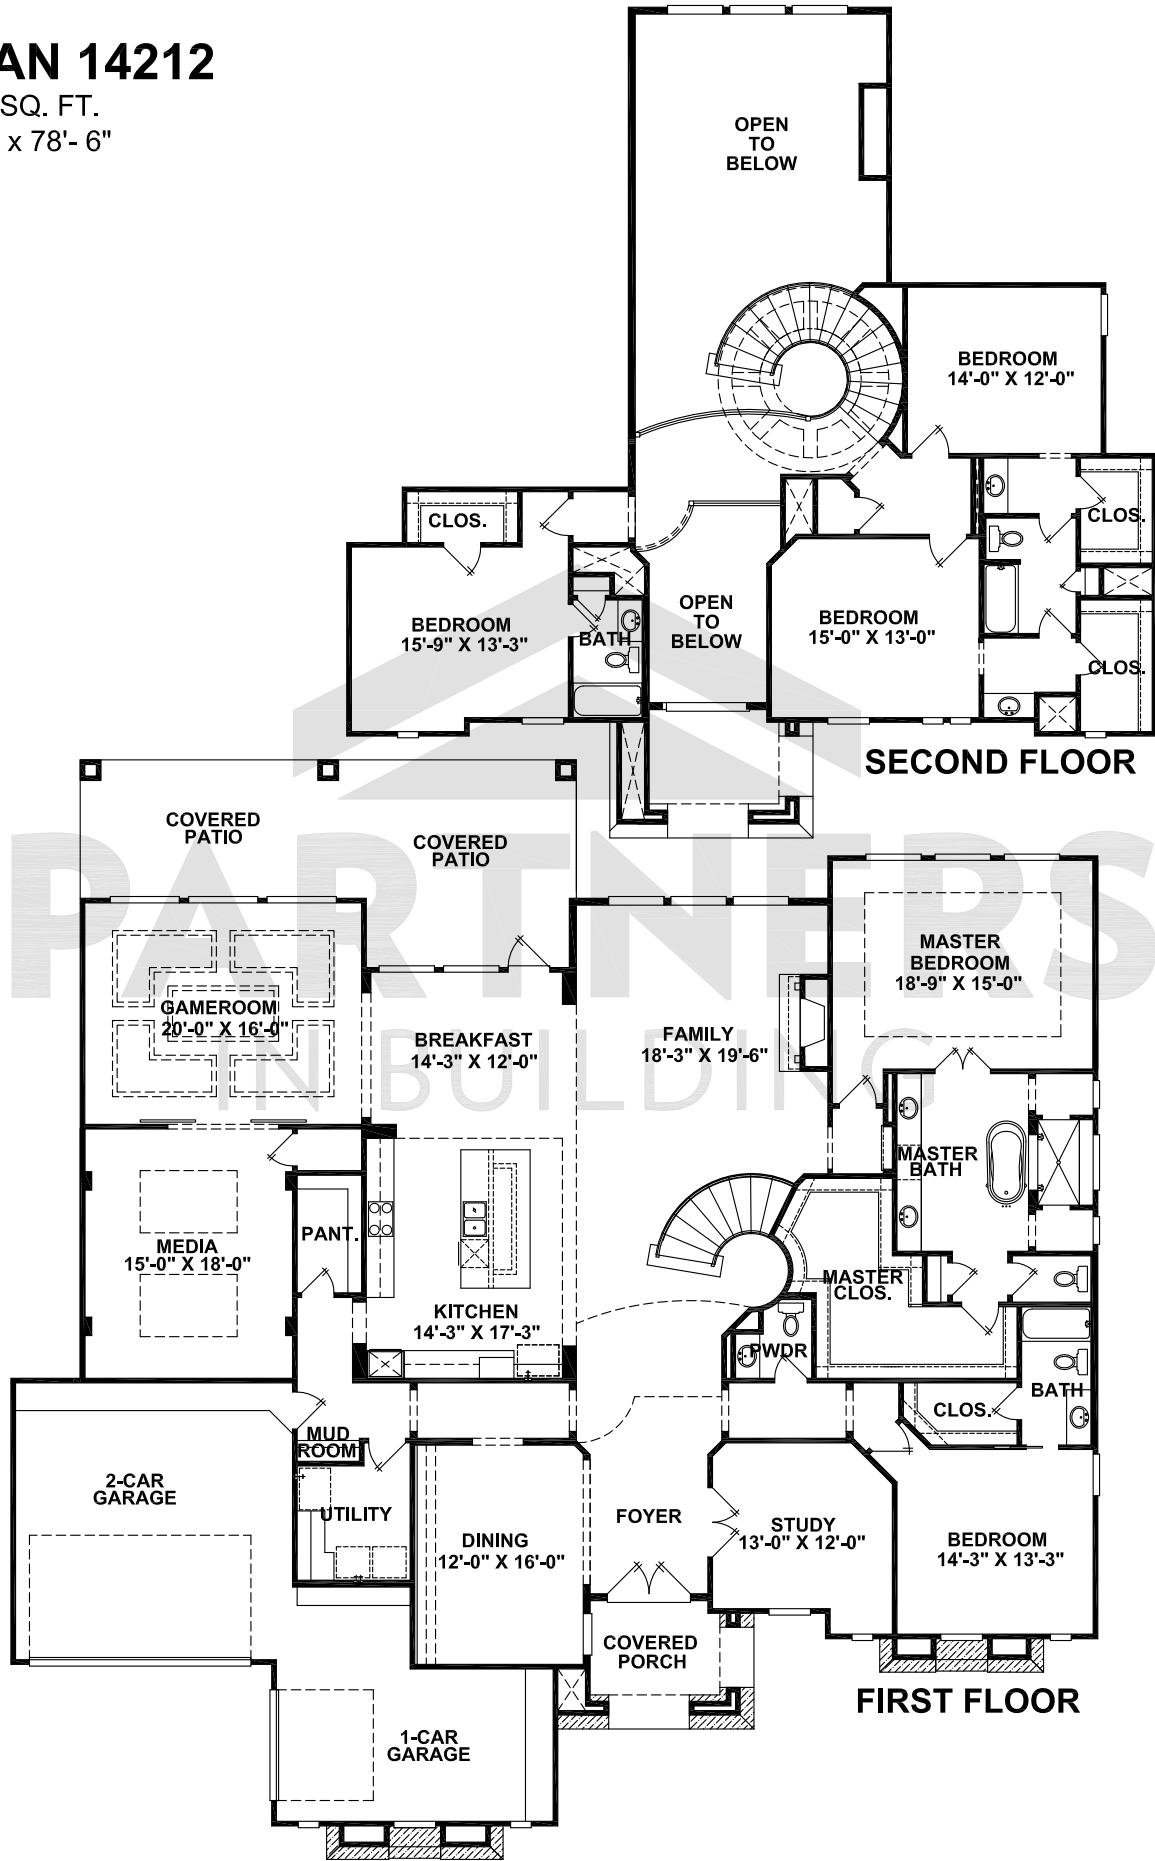 AN 14212
SQ. FT.
x 78'- 6"
OPEN
TO
BELOW
BEDROOM
14'-0" X 12'-0"
CLOS.
CLOS.
BEDROOM
15'-9" X 13'-3"
BATH
OPEN
TO
BELOW
BEDROOM
15'-0" X 13'-0"
CLOS.
SECOND FLOOR
COVERED
PATIO
COVERED
PATIO
PARTNERS
IN BUILDING
MASTER
BEDROOM
18'-9" X 15'-0"
GAMEROOM
20'-0" X 16'-0"
BREAKFAST
14'-3" X 12'-0"
FAMILY
18'-3" X 19'-6"
MASTER
BATH
PANT.
MEDIA
15'-0" X 18'-0"
MASTER
CLOS.
KITCHEN
14'-3" X 17'-3"
PWDR
BATH
CLOS.
MUD
ROOM
2-CAR
GARAGE
UTILITY
FOYER
STUDY
13'-0" X 12'-0"
DINING
12'-0" X 16'-0"
BEDROOM
14'-3" X 13'-3"
COVERED
PORCH
FIRST FLOOR
1-CAR
GARAGE